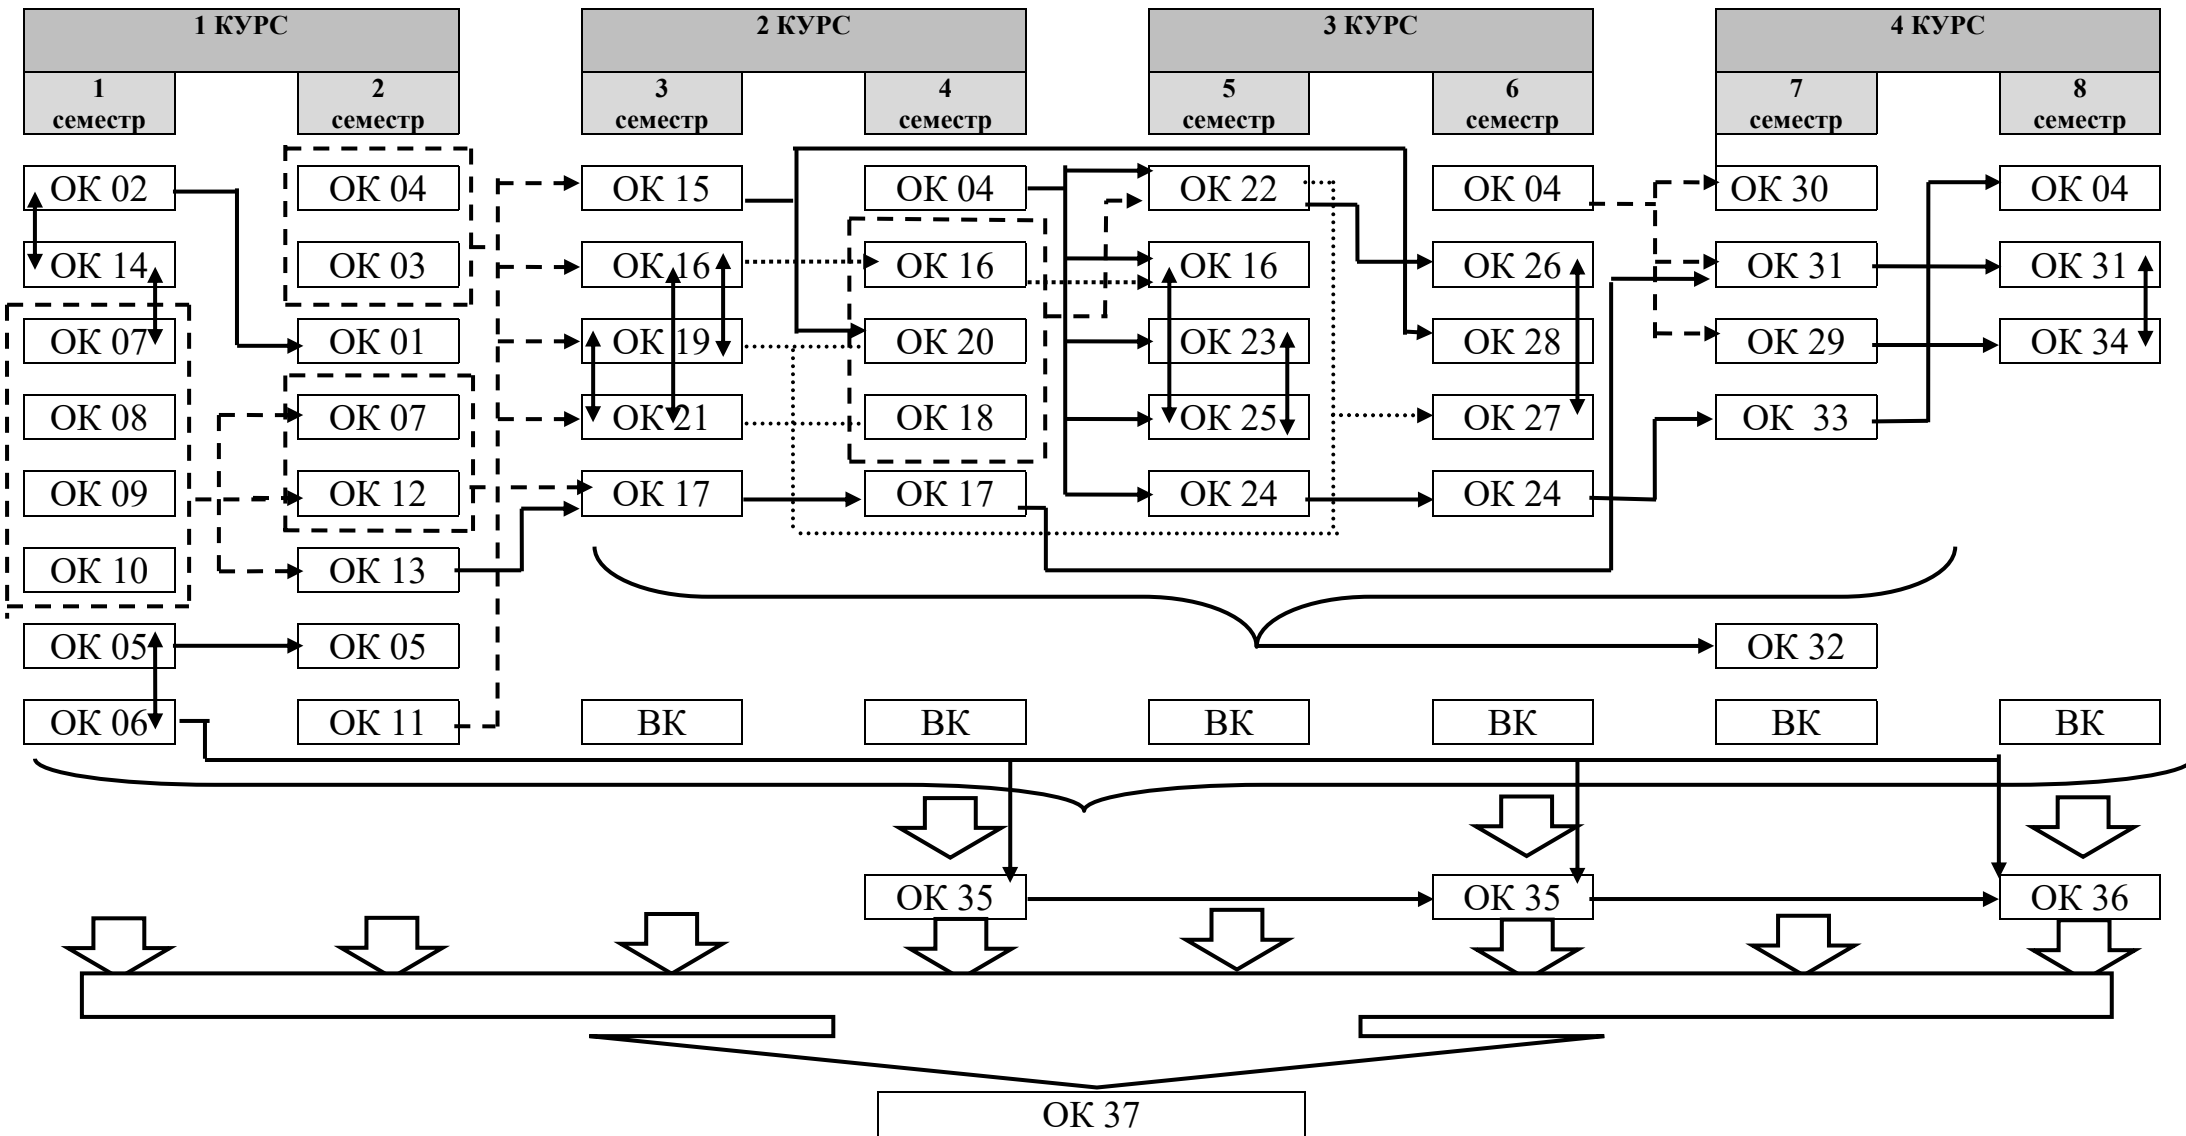 1 КУРС 2 КУРС 3 КУРС 4 КУРС
1 2 3 4 5 6 7 8
семестр семестр семестр семестр семестр семестр семестр семестр
ОК 02 ОК 04 ОК 15 ОК 04 ОК 22 ОК 04 ОК 30 ОК 04
ОК 14 ОК 03 ОК 16 ОК 16 ОК 16 ОК 26 ОК 31 ОК 31
ОК 07 ОК 01 ОК 19 ОК 20 ОК 23 ОК 28 ОК 29 ОК 34
ОК 08 ОК 07 ОК 21 ОК 18 ОК 25 ОК 27 ОК 33
ОК 09 ОК 12 ОК 17 ОК 17 ОК 24 ОК 24
ОК 10 ОК 13
ОК 05 ОК 05 ОК 32
ОК 06 ОК 11 ВК ВК ВК ВК ВК ВК
ОК 35 ОК 35 ОК 36
ОК 37